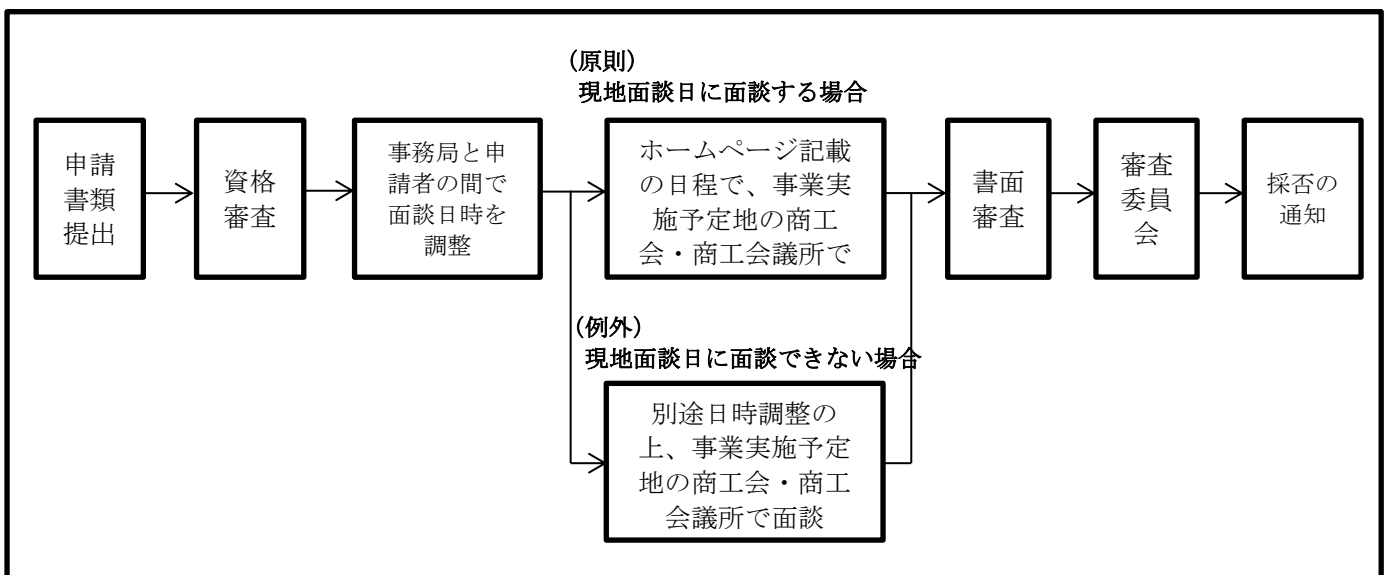 申請
書類
提出
資格
審査
事務局と申
請者の間で
面談日時を
調整
(原則)
現地面談日に面談する場合
ホームページ記載
の日程で、事業実
施予定地の商工
会・商工会議所で
(例外)
現地面談日に面談できない場合
別途日時調整の
上、事業実施予定
地の商工会・商工
会議所で面談
書面
審査
審査
委員
会
採否の
通知